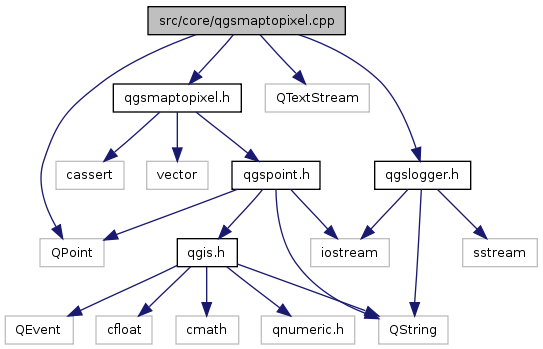 src/core/qgsmaptopixel.cpp
qgsmaptopixel.h
QTextStream
cassert
vector
qgspoint.h
qgslogger.h
QPoint
qgis.h
iostream
sstream
QEvent
cfloat
cmath
qnumeric.h
QString